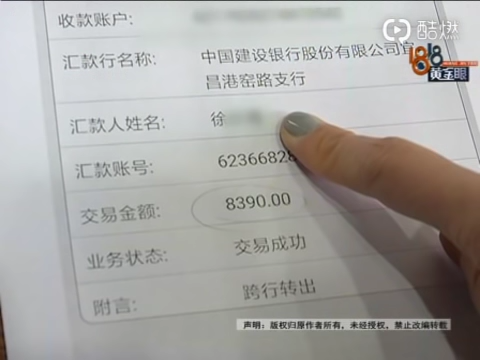 酷燃
收款账户:
汇款行名称: 中国建设银行股份有限公司宜
昌港窑路支行
1818
黄金眼
汇款人姓名: 徐
汇款账号: 62366828
交易金额: 8390.00
业务状态: 交易成功
附言: 跨行转出
声明：版权归原作者所有，未经授权，禁止改编转载